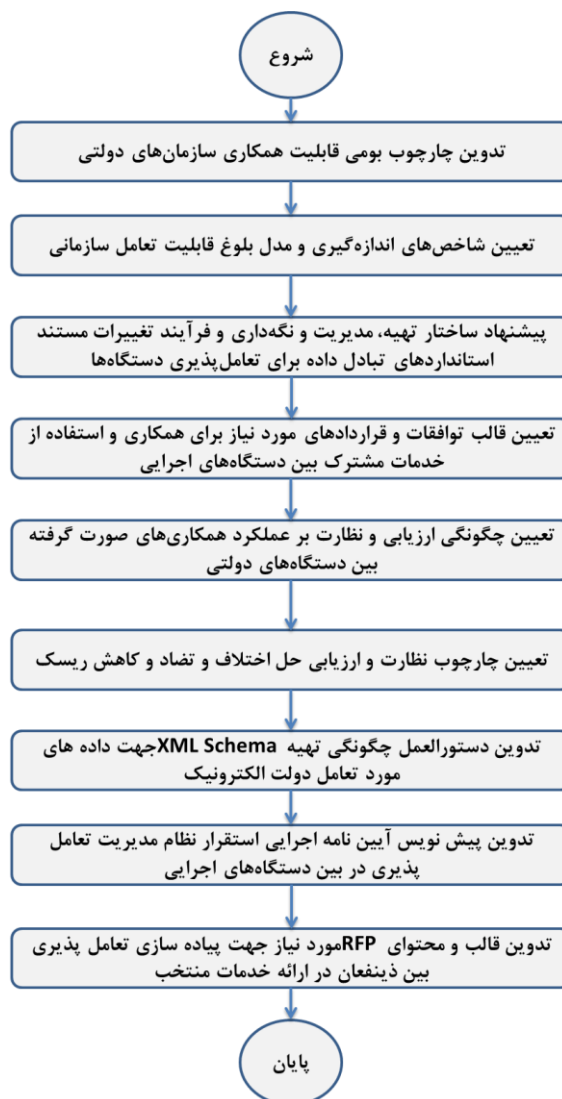 شروع
تدوین چارچوب بومی قابلیت همکاری سازمان‌های دولتی
تعیین شاخص‌های اندازه‌گیری و مدل بلوغ قابلیت تعامل سازمانی
پیشنهاد ساختار تهیه، مدیریت و نگه‌داری و فرآیند تغییرات مستند
استانداردهای تبادل داده برای تعامل‌پذیری دستگاه‌ها
تعیین قالب توافقات و قراردادهای مورد نیاز برای همکاری و استفاده از
خدمات مشترک بین دستگاه‌های اجرایی
تعیین چگونگی ارزیابی و نظارت بر عملکرد همکاری‌های صورت گرفته
بین دستگاه‌های دولتی
تعیین چارچوب نظارت و ارزیابی حل اختلاف و تضاد و کاهش ریسک
تدوین دستورالعمل چگونگی تهیه XML Schema جهت داده های
مورد تعامل دولت الکترونیک
تدوین پیش نویس آیین نامه اجرایی استقرار نظام مدیریت تعامل
پذیری در بین دستگاه‌های اجرایی
تدوین قالب و محتوای RFP مورد نیاز جهت پیاده سازی تعامل پذیری
بین ذینفعان در ارائه خدمات منتخب
پایان